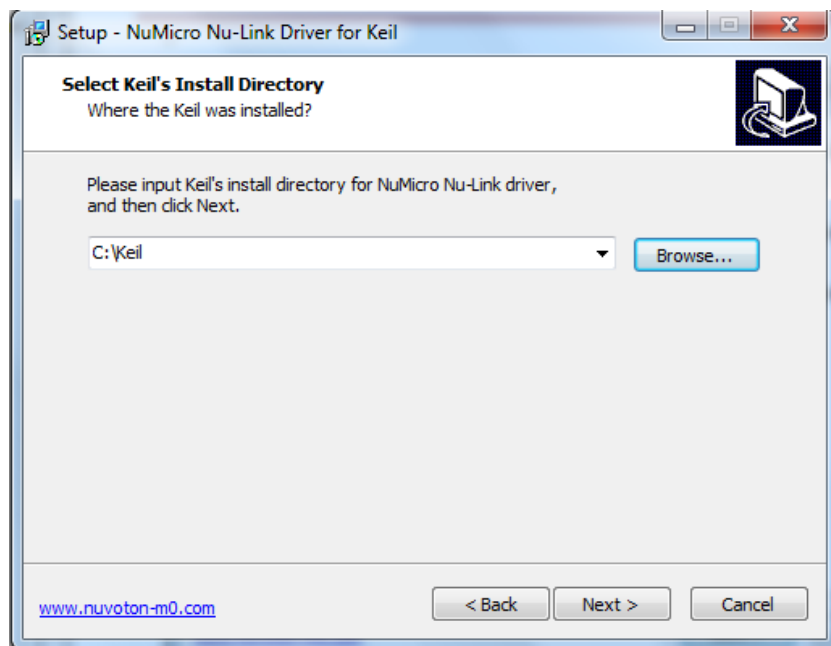 Setup - NuMicro Nu-Link Driver for Keil
Select Keil's Install Directory
Where the Keil was installed?
Please input Keil's install directory for NuMicro Nu-Link driver,
and then click Next.
C:\Keil
Browse...
www.nuvoton-m0.com
< Back
Next >
Cancel